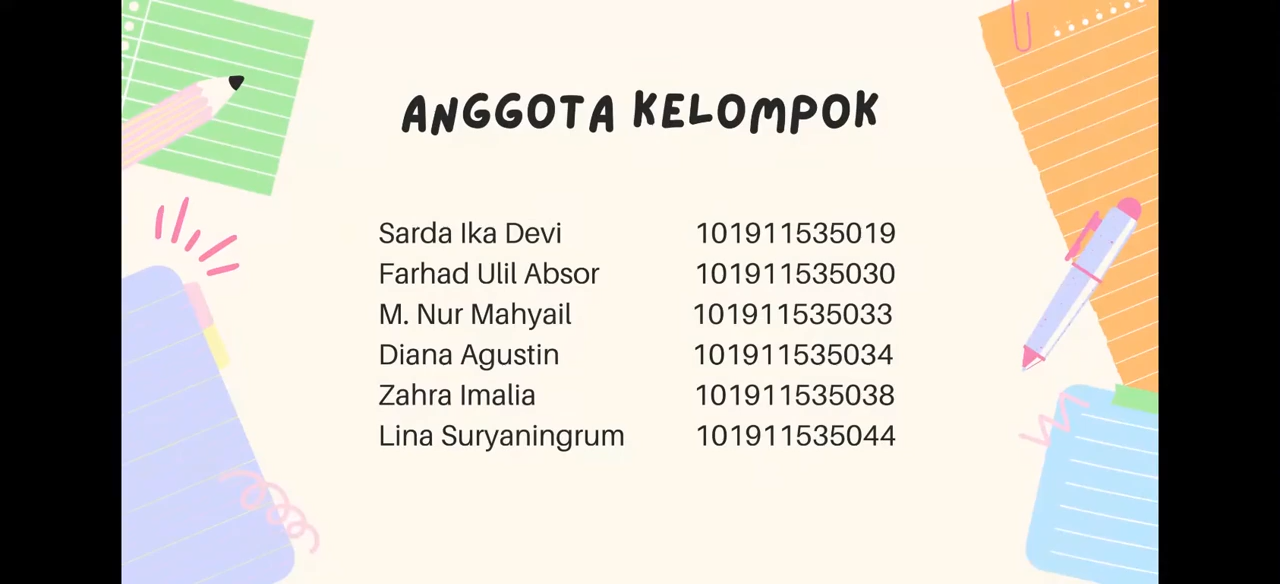 ANGGOTA KELOMPOK
Sarda Ika Devi 101911535019
Farhad Ulil Absor 101911535030
M. Nur Mahyail 101911535033
Diana Agustin 101911535034
Zahra Imalia 101911535038
Lina Suryaningrum 101911535044